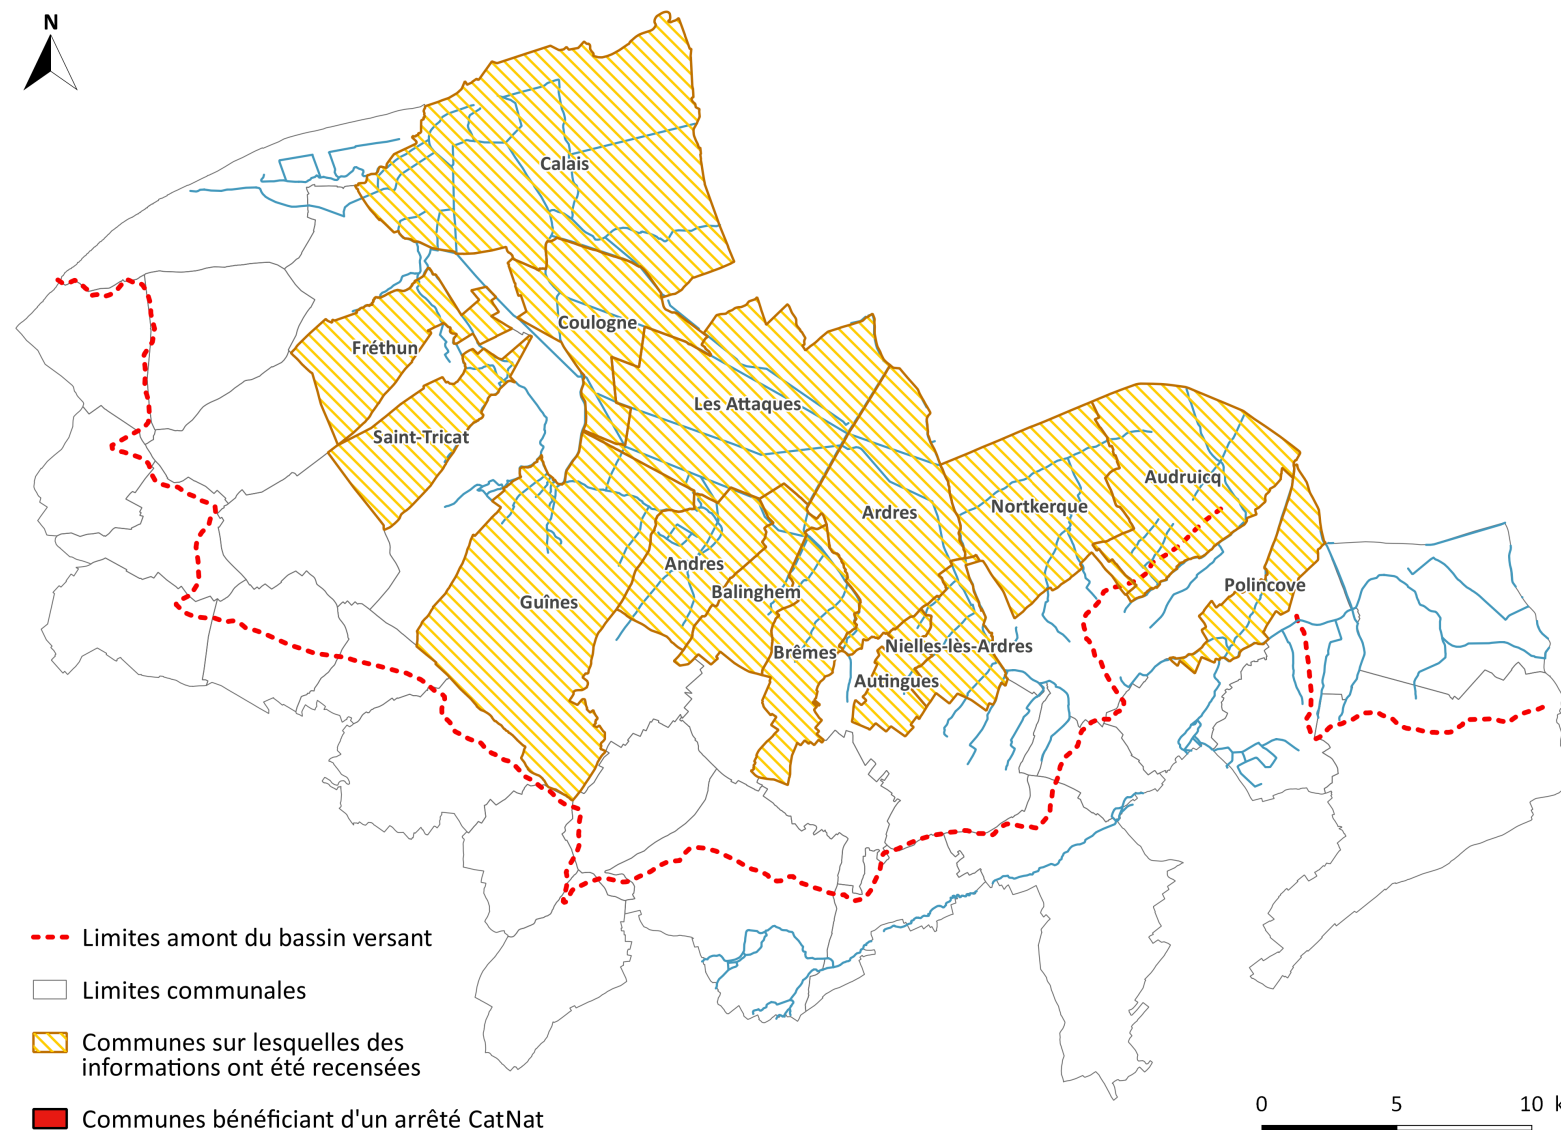 N
Calais
Coulogne
Fréthun
Les Attaques
Saint-Tricat
Audruicq
Nortkerque
Ardres
Andres
Polincove
Balinghem
Guînes
Nielles-lès-Ardres
Brêmes
Autingues
Limites amont du bassin versant
Limites communales
Communes sur lesquelles des
informations ont été recensées
Communes bénéficiant d'un arrêté CatNat
0 5 10 k